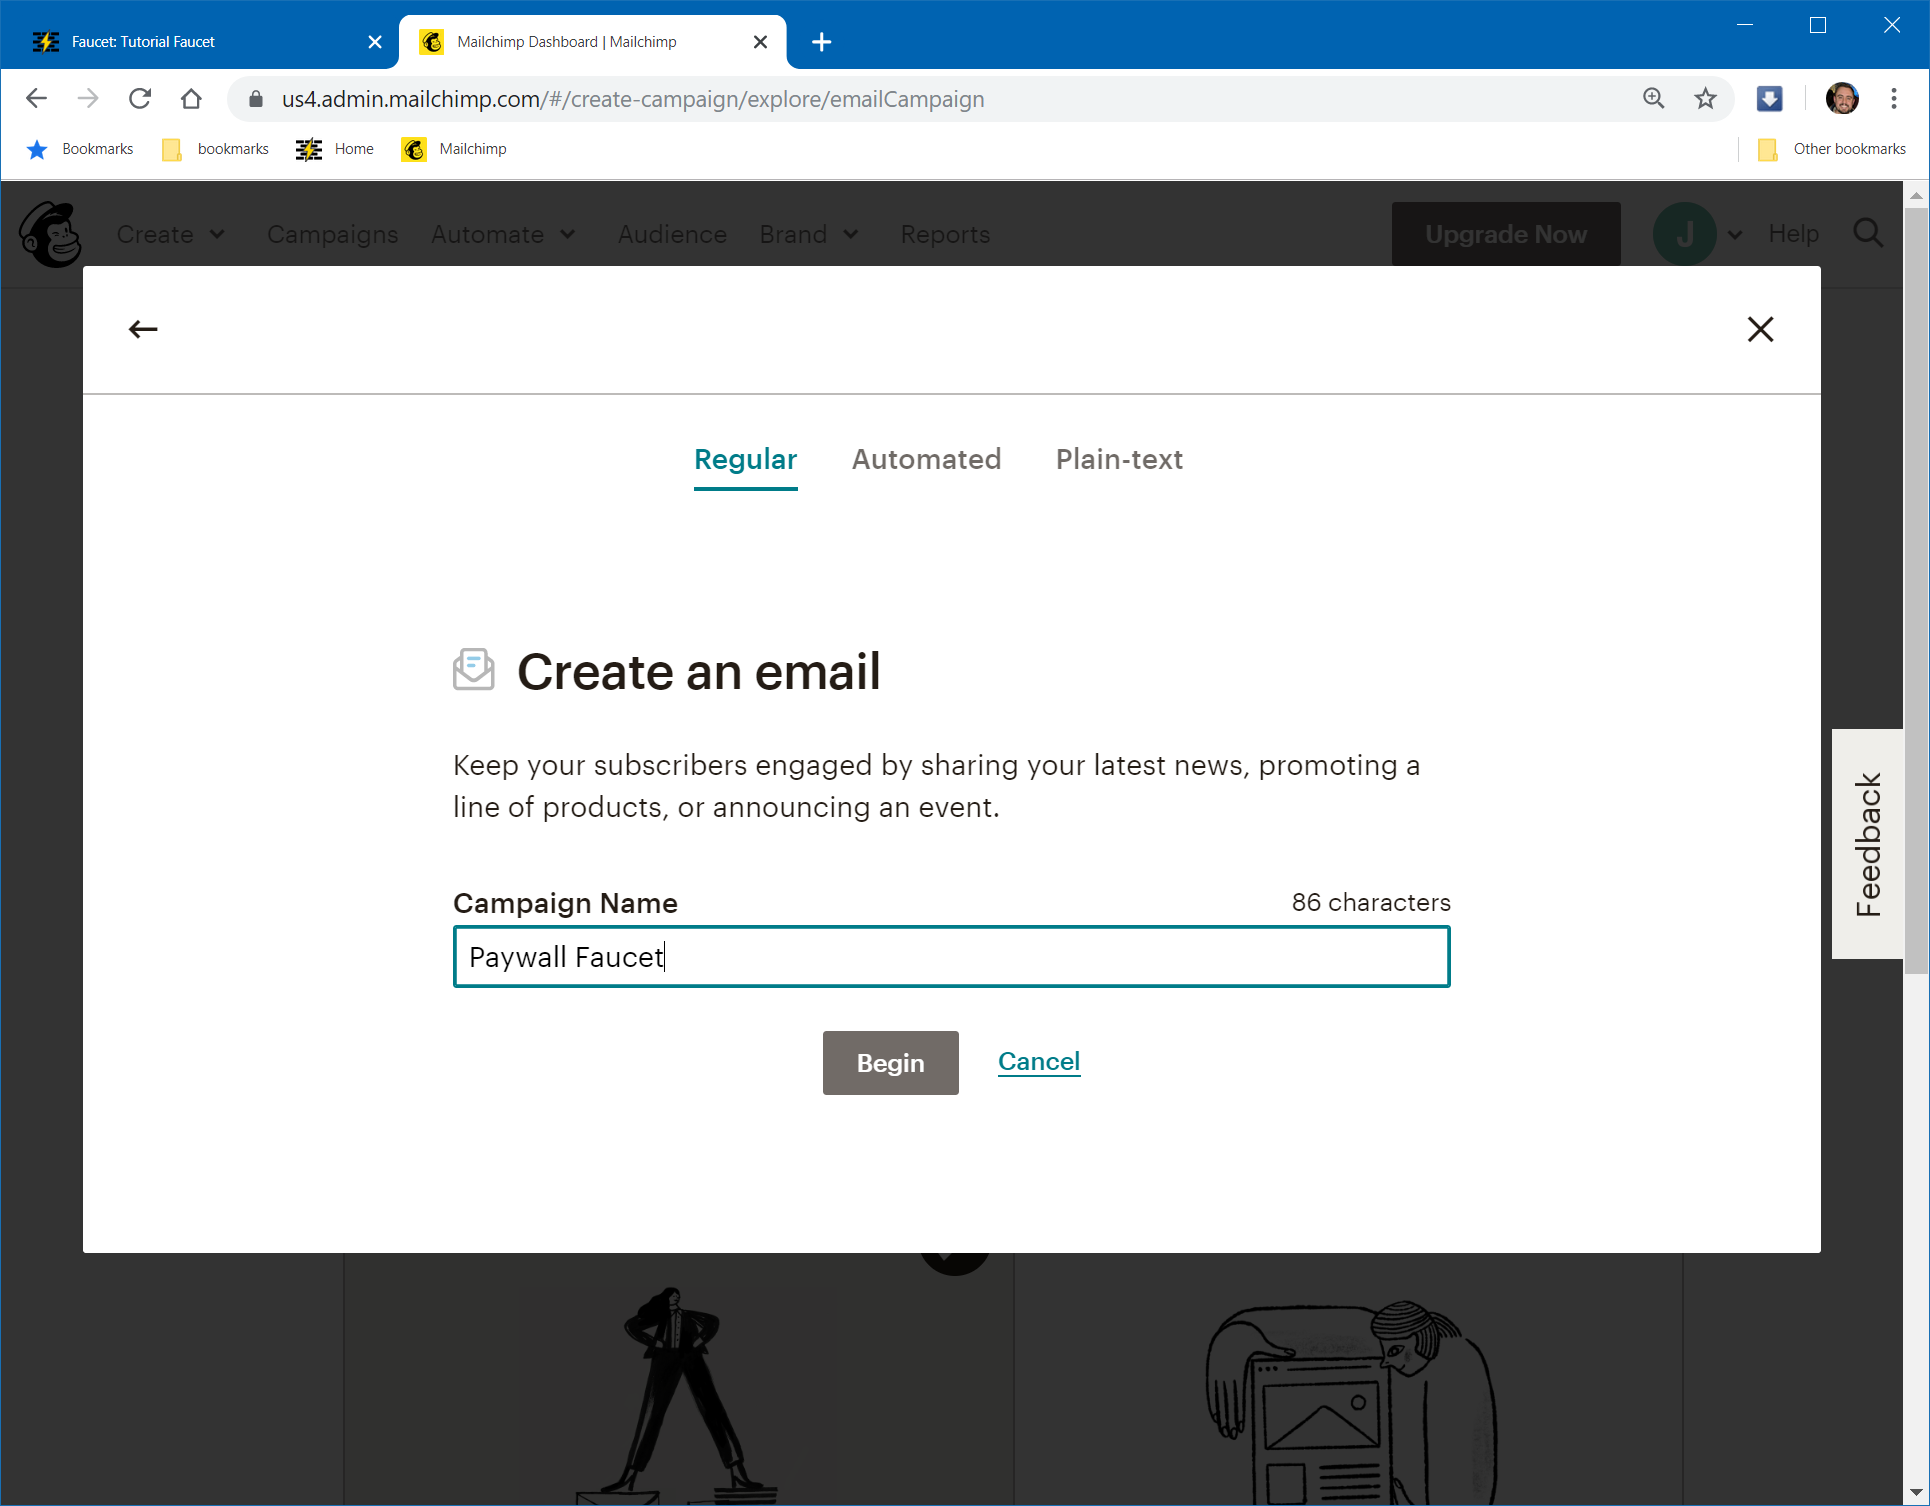 Faucet: Tutorial Faucet
Mailchimp Dashboard | Mailchimp
us4.admin.mailchimp.com/#/create-campaign/explore/emailCampaign
Bookmarks
bookmarks
Home
Mailchimp
Other bookmarks
Create
Campaigns
Automate
Audience
Brand
Reports
Upgrade Now
J
Help
Regular
Automated
Plain-text
Create an email
Keep your subscribers engaged by sharing your latest news, promoting a
line of products, or announcing an event.
Campaign Name
86 characters
Paywall Faucet
Begin
Cancel
Feedback